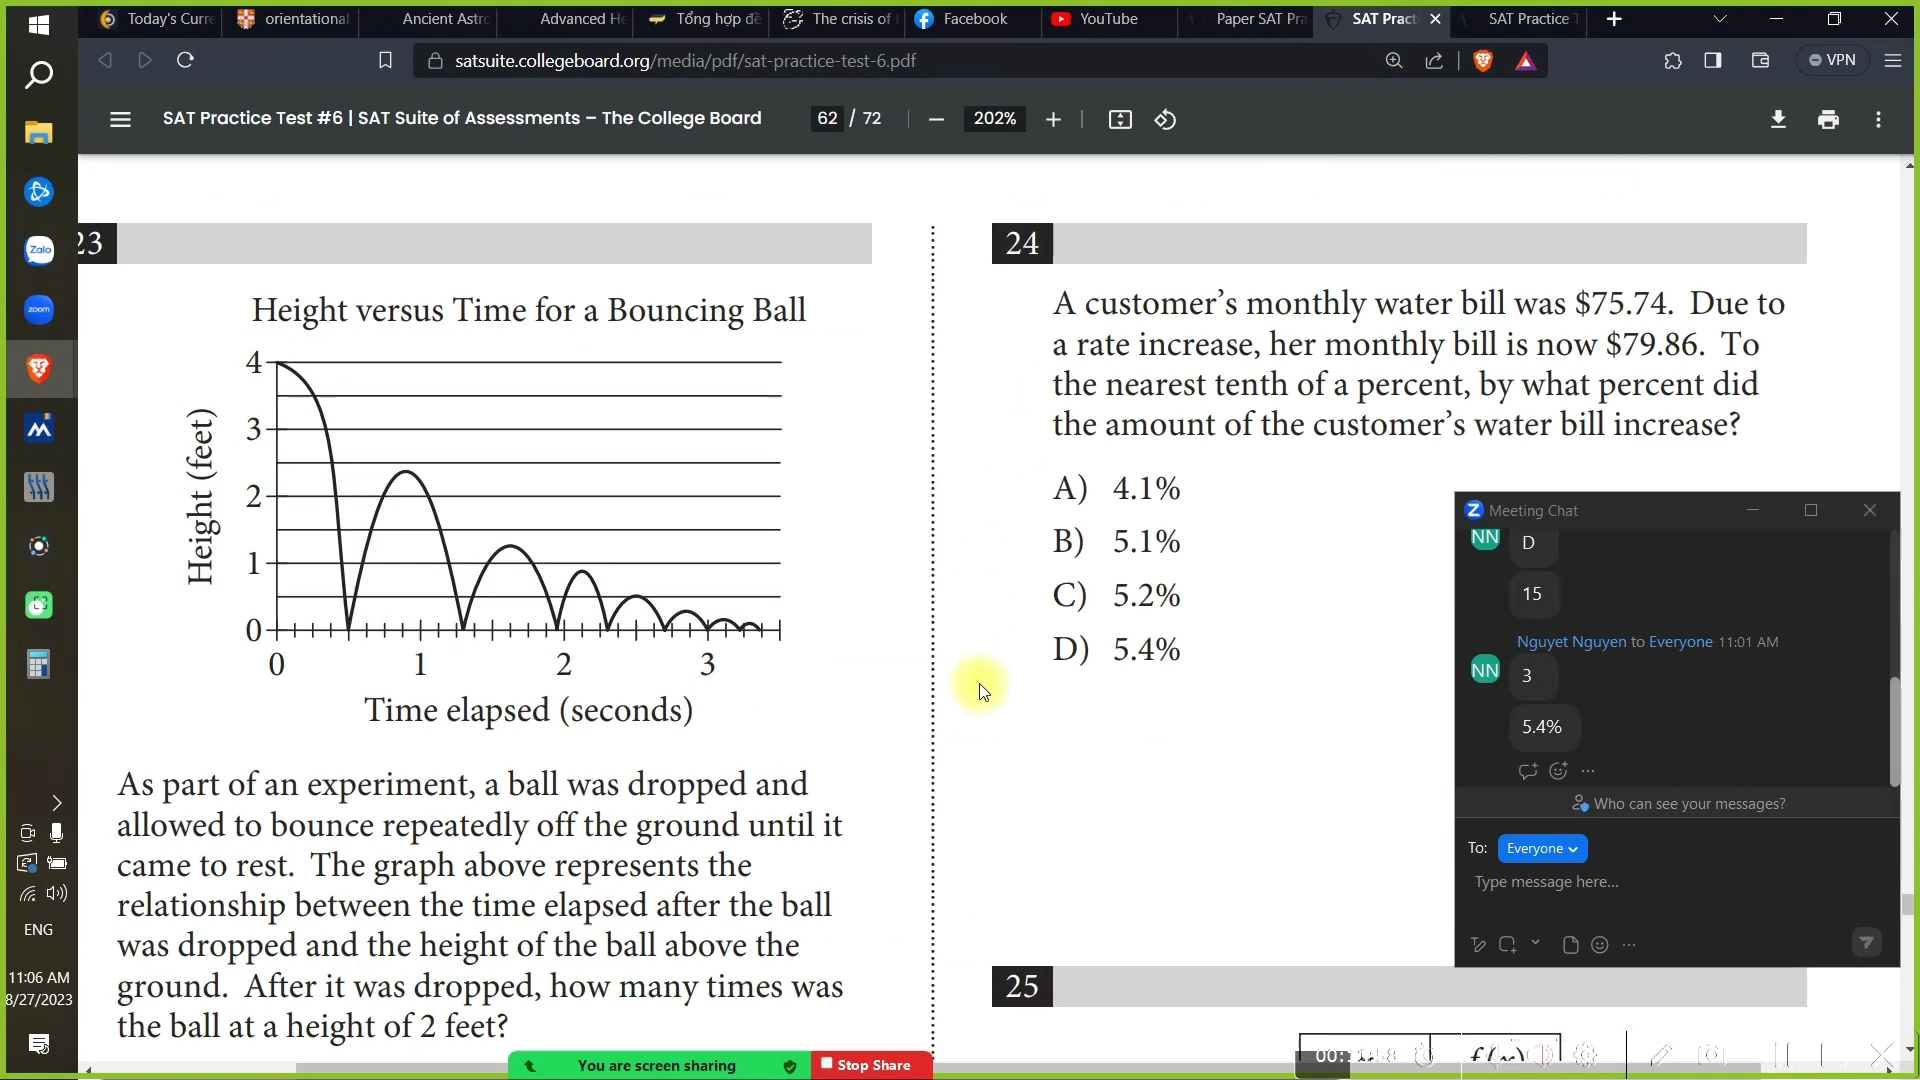 Today's Curre
orientational
Ancient Astro
Advanced He
Tổng hợp đề
The crisis of t
Facebook
YouTube
Paper SAT Pra
SAT Practi
SAT Practice T
satsuite.collegeboard.org/media/pdf/sat-practice-test-6.pdf
VPN
SAT Practice Test #6 | SAT Suite of Assessments – The College Board
62 / 72
202%
23
Height versus Time for a Bouncing Ball
4
3
2
1
0
Height (feet)
0 1 2 3
Time elapsed (seconds)
As part of an experiment, a ball was dropped and
allowed to bounce repeatedly off the ground until it
came to rest. The graph above represents the
relationship between the time elapsed after the ball
was dropped and the height of the ball above the
ground. After it was dropped, how many times was
the ball at a height of 2 feet?
24
A customer's monthly water bill was $75.74. Due to
a rate increase, her monthly bill is now $79.86. To
the nearest tenth of a percent, by what percent did
the amount of the customer's water bill increase?
A) 4.1%
B) 5.1%
C) 5.2%
D) 5.4%
25
f(x)
Meeting Chat
NN
D
15
Nguyet Nguyen to Everyone 11:01 AM
NN
3
5.4%
Who can see your messages?
To: Everyone
Type message here...
Zalo
zoom
ENG
11:06 AM
8/27/2023
You are screen sharing
Stop Share